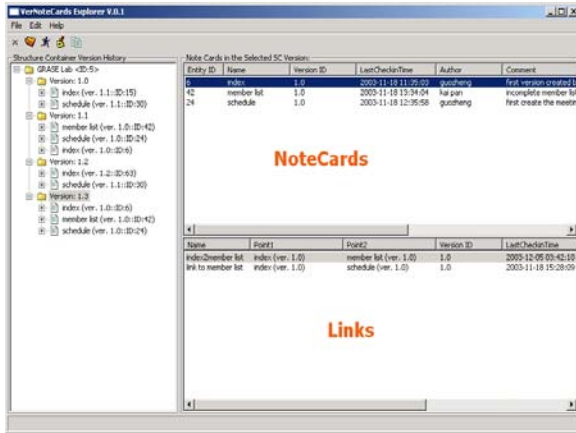 VerNoteCards Explorer V.0.1
File Edit Help
Structure Container Version History
GRASE Lab <ID:5>
Version: 1.0
index (ver. 1.1::ID:15)
schedule (ver. 1.1::ID:30)
Version: 1.1
member list (ver. 1.0::ID:42)
schedule (ver. 1.0::ID:24)
index (ver. 1.0::ID:6)
Version: 1.2
index (ver. 1.2::ID:63)
schedule (ver. 1.1::ID:30)
Version: 1.3
index (ver. 1.0::ID:6)
member list (ver. 1.0::ID:42)
schedule (ver. 1.0::ID:24)
Note Cards in the Selected SC Version:
Entity ID Name Version ID LastCheckinTime Author Comment
6 index 1.0 2003-11-18 11:35:03 guozheng first version created b
42 member list 1.0 2003-11-18 13:34:04 kai pan incomplete member lis
24 schedule 1.0 2003-11-18 12:35:58 guozheng first create the meetin
NoteCards
Name Point1 Point2 Version ID LastCheckinTime
index2member list index (ver. 1.0) member list (ver. 1.0) 1.0 2003-12-05 03:42:10
link to member list index (ver. 1.0) schedule (ver. 1.0) 1.0 2003-11-18 15:28:09
Links